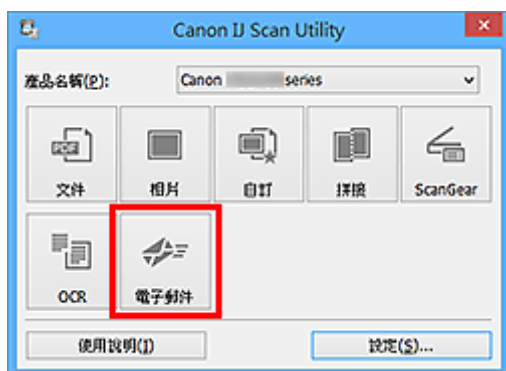 Canon IJ Scan Utility
產品名稱(P): Canon series
PDF
文件 相片 自訂 拼接 ScanGear
OCR 電子郵件
使用說明(I) 設定(S)...